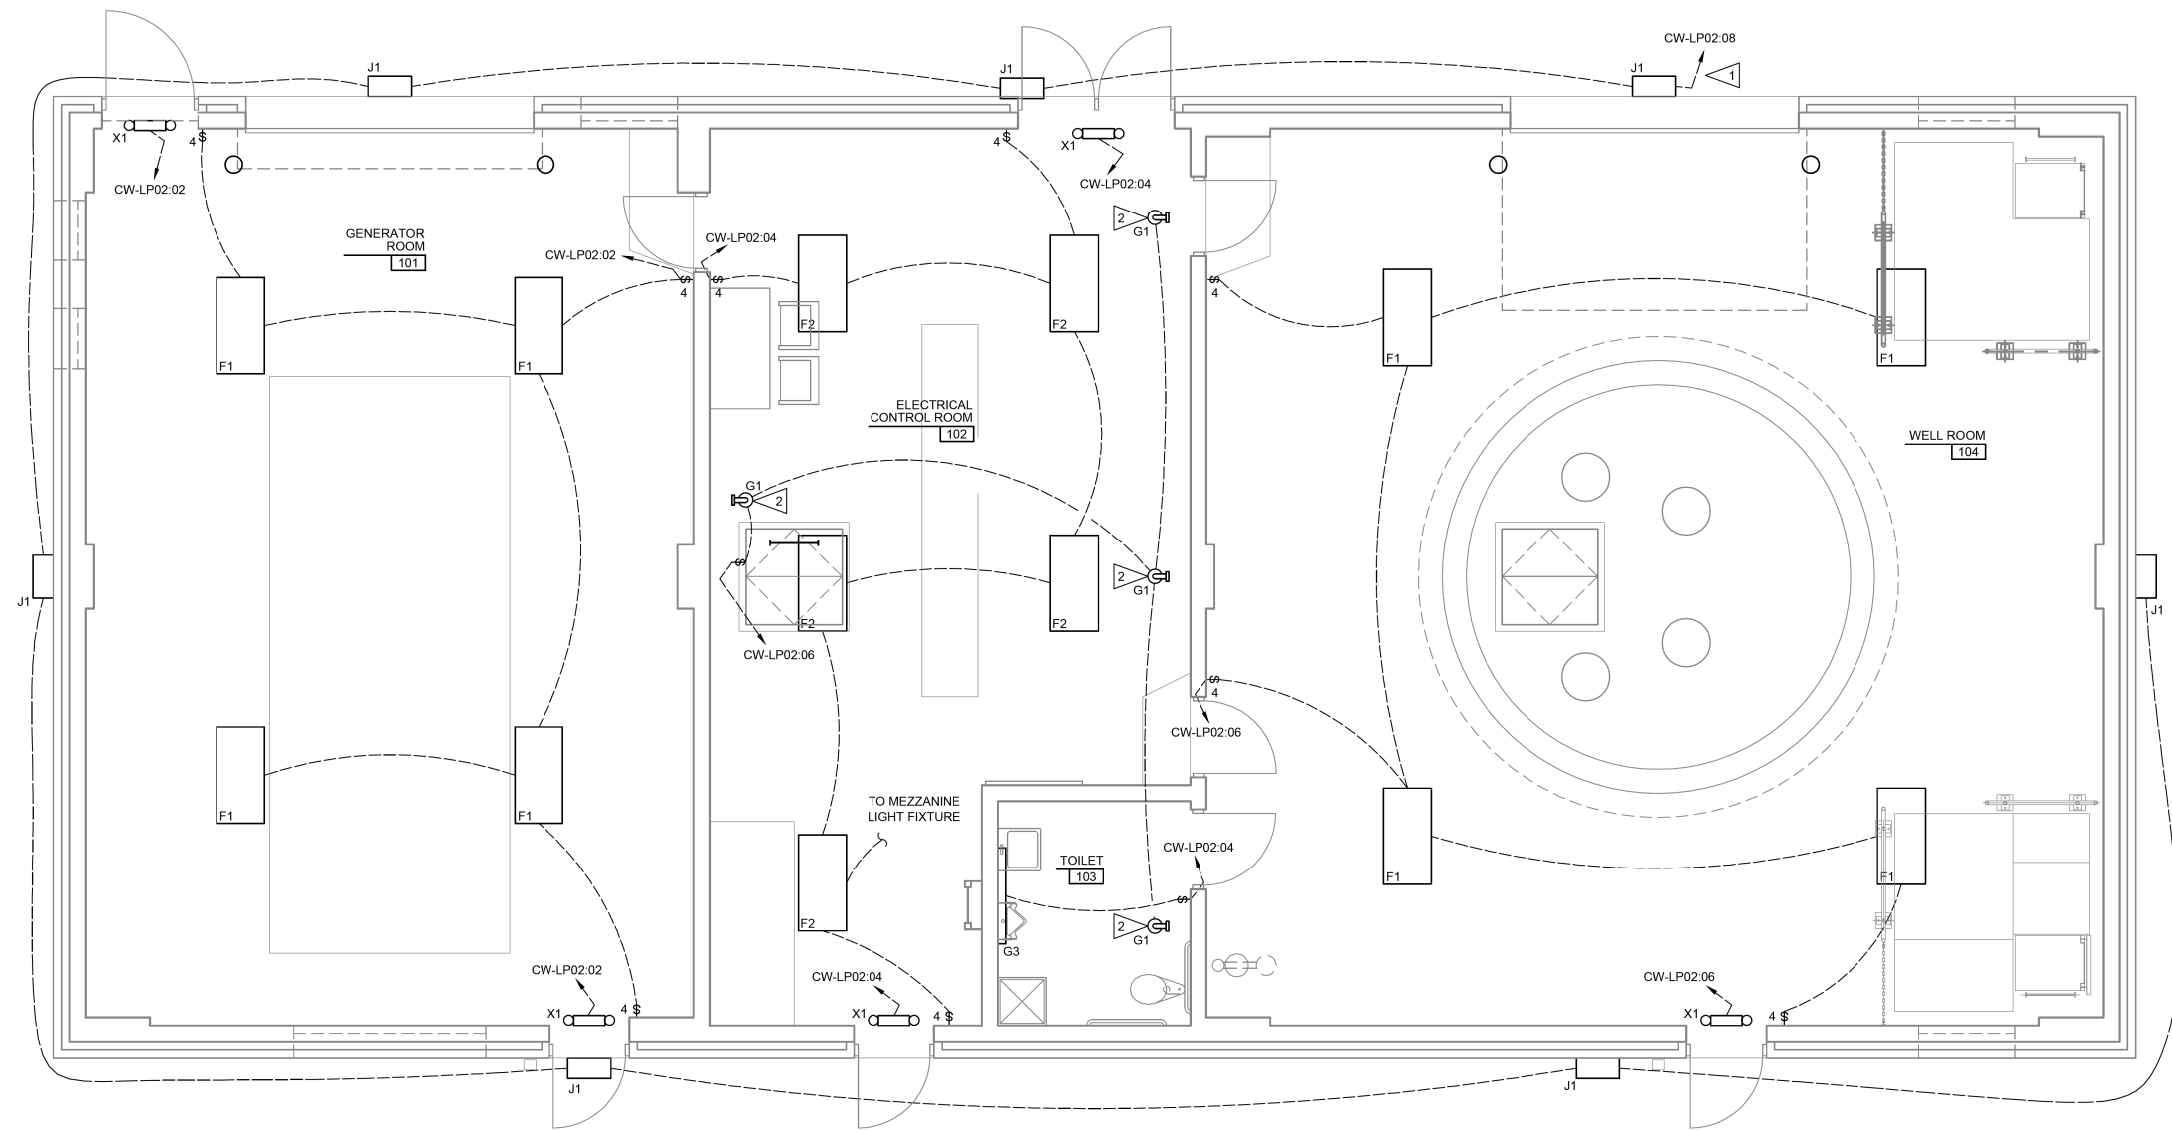 CW-LP02:08
J1
J1
J1
1
X1
4 $
CW-LP02:02
4 $
X1
CW-LP02:04
2
G1
GENERATOR
ROOM
101
CW-LP02:02
CW-LP02:04
$
4
$
4
$
4
F1
F1
F2
F2
F1
F1
ELECTRICAL
CONTROL ROOM
102
WELL ROOM
104
G1
2
$
2
G1
J1
J1
F2
F2
CW-LP02:06
$
4
CW-LP02:06
TO MEZZANINE
LIGHT FIXTURE
F1
F1
CW-LP02:04
TOILET
103
$
F1
F1
F2
2
G1
G3
CW-LP02:02
CW-LP02:04
CW-LP02:06
X1
4 $
X1
4 $
X1
4 $
J1
J1